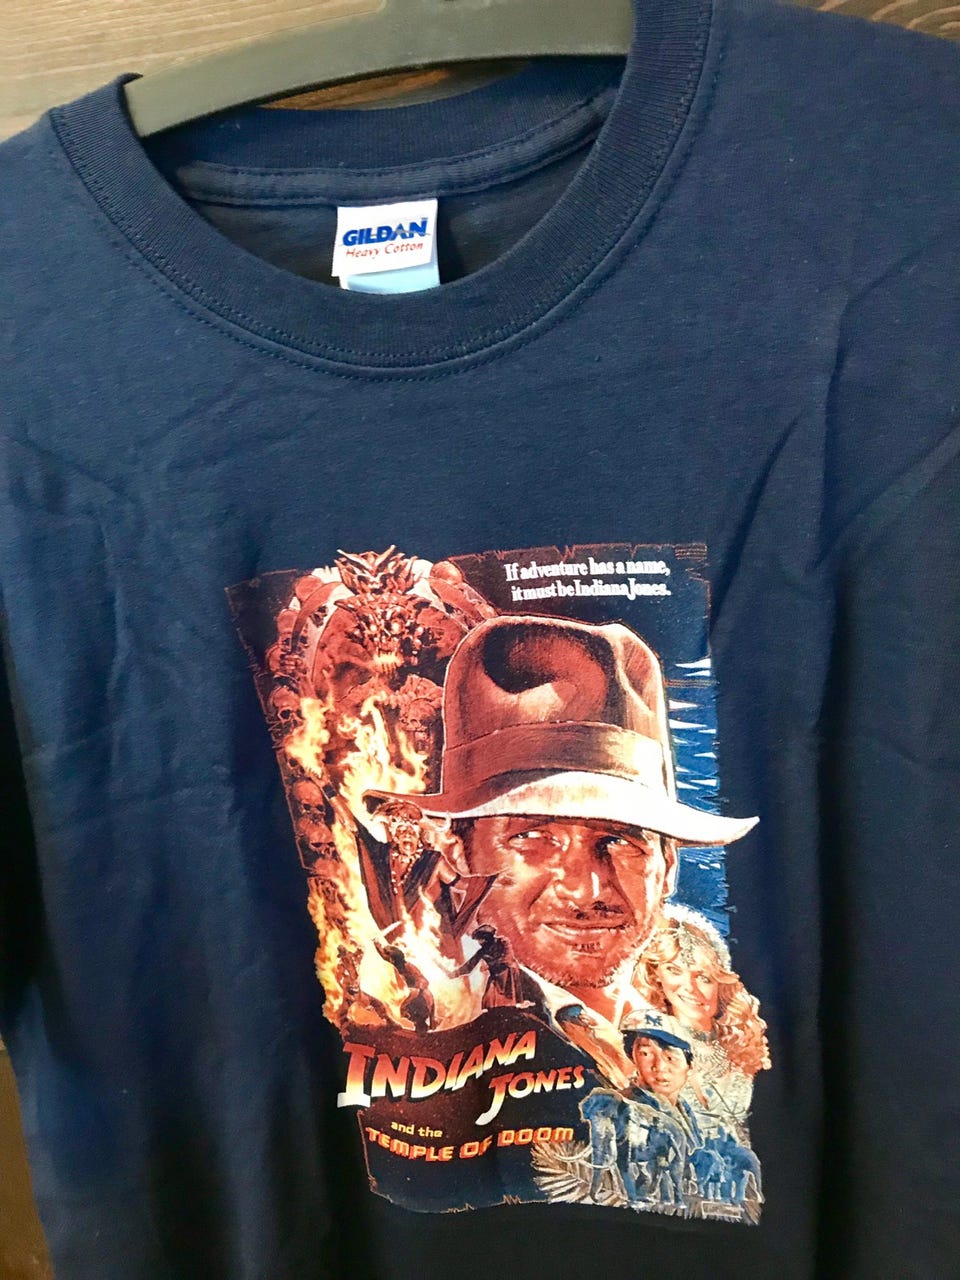 GILDAN
Heavy Cotton
If adventure has a name,
it must be Indiana Jones.
NY
INDIANA
JONES
and the
TEMPLE OF DOOM